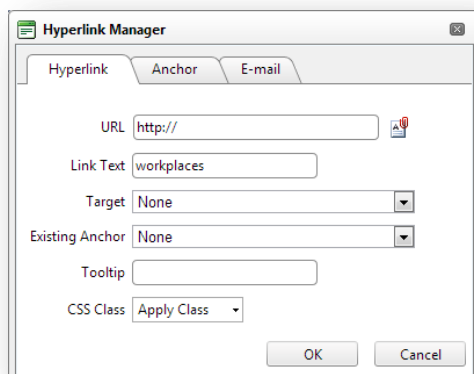 Hyperlink Manager
Hyperlink Anchor E-mail
URL http://
Link Text workplaces
Target None
Existing Anchor None
Tooltip
CSS Class Apply Class
OK Cancel